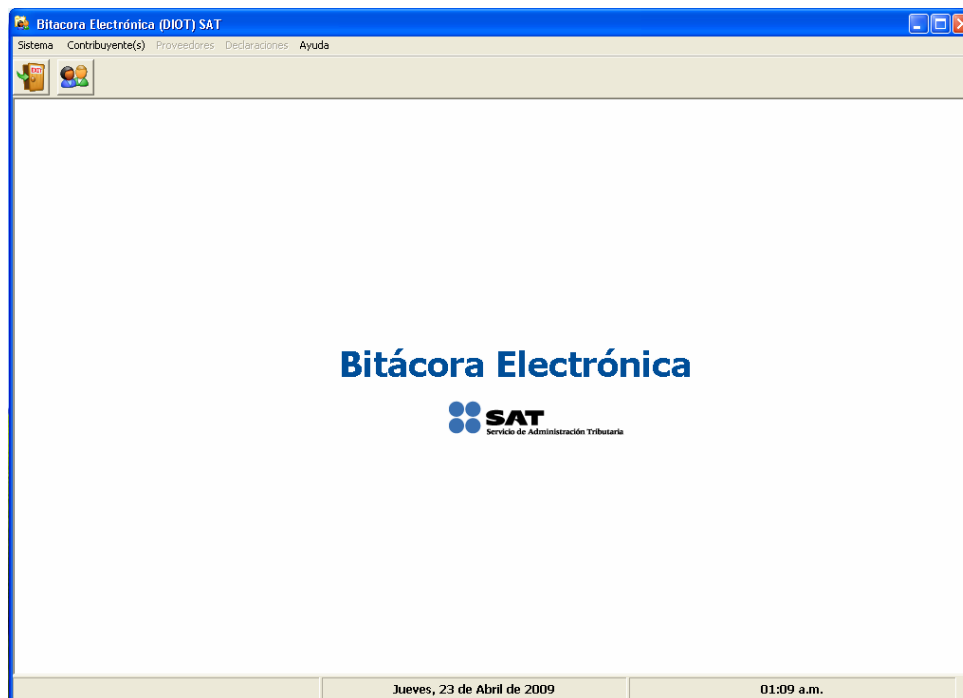 Bitacora Electrónica (DIOT) SAT
Sistema Contribuyente(s) Proveedores Declaraciones Ayuda
EXIT
Bitácora Electrónica
SAT
Servicio de Administración Tributaria
Jueves, 23 de Abril de 2009 01:09 a.m.